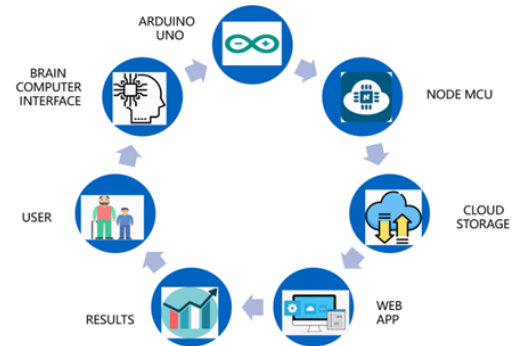 ARDUINO
UNO
NODE MCU
CLOUD
STORAGE
WEB
APP
RESULTS
USER
BRAIN
COMPUTER
INTERFACE